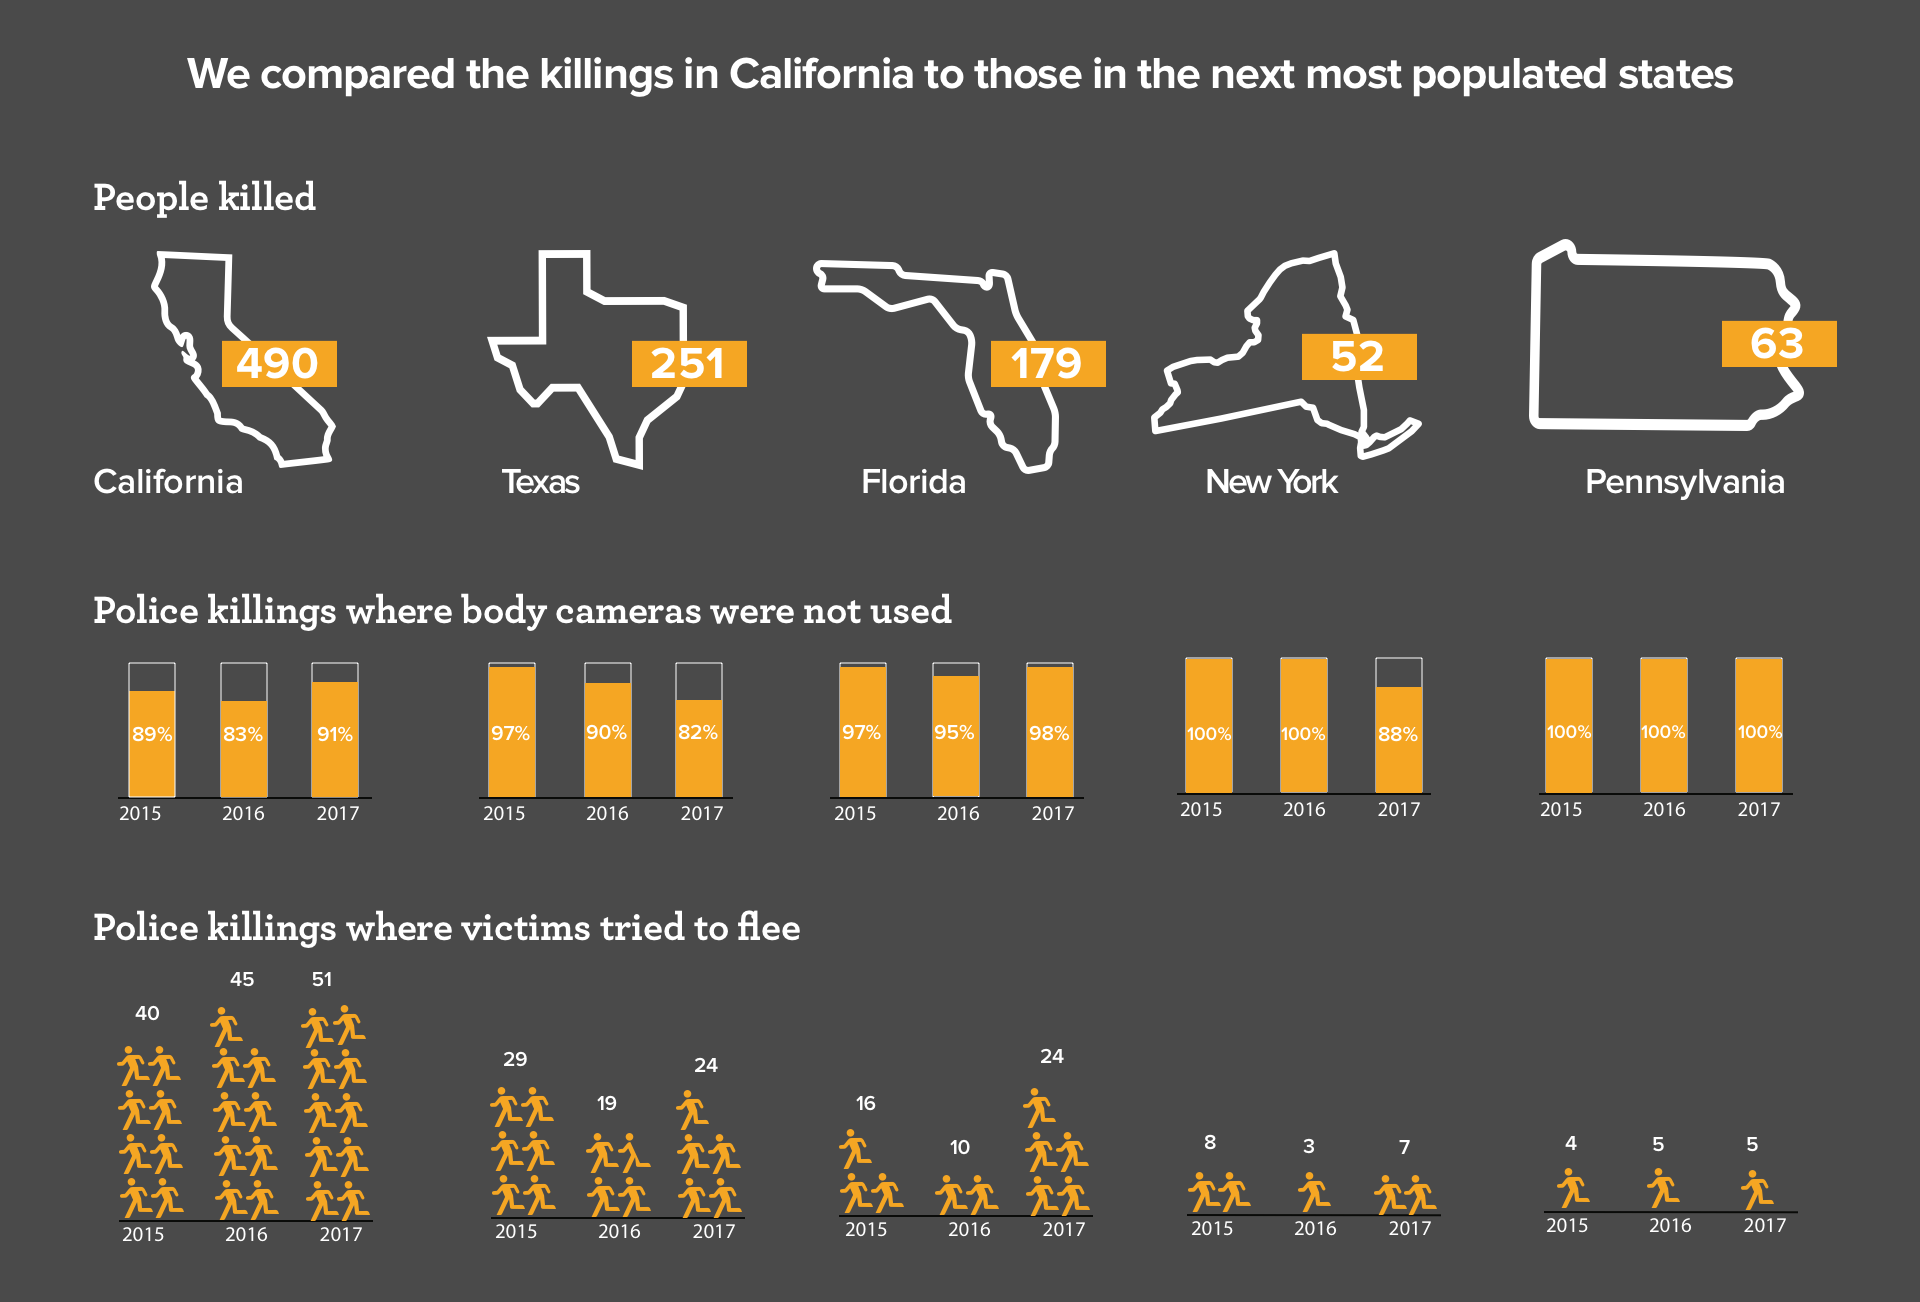 We compared the killings in California to those in the next most populated states
People killed
490
251
179
52
63
California
Texas
Florida
New York
Pennsylvania
Police killings where body cameras were not used
89% 83% 91%
2015 2016 2017
97% 90% 82%
2015 2016 2017
97% 95% 98%
2015 2016 2017
100% 100% 88%
2015 2016 2017
100% 100% 100%
2015 2016 2017
Police killings where victims tried to flee
40 45 51
2015 2016 2017
29 19 24
2015 2016 2017
16 10 24
2015 2016 2017
8 3 7
2015 2016 2017
4 5 5
2015 2016 2017